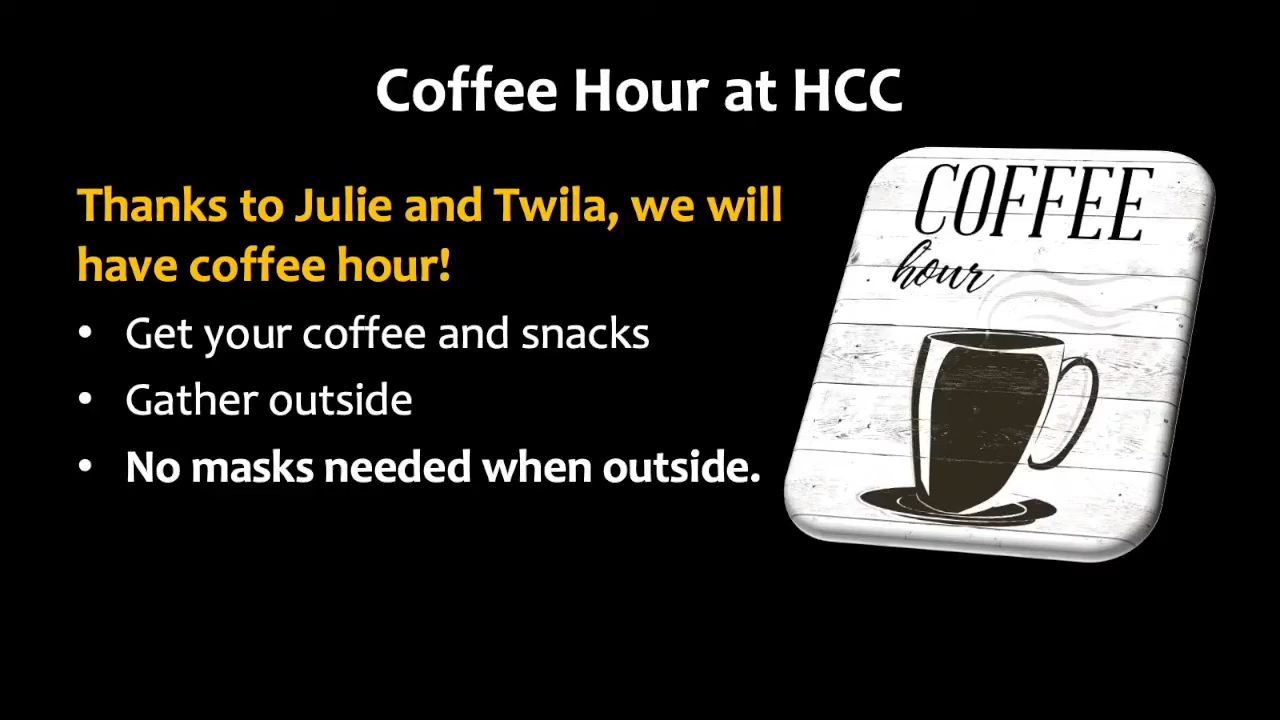 Coffee Hour at HCC
Thanks to Julie and Twila, we will
have coffee hour!
• Get your coffee and snacks
• Gather outside
• No masks needed when outside.
COFFEE
hour